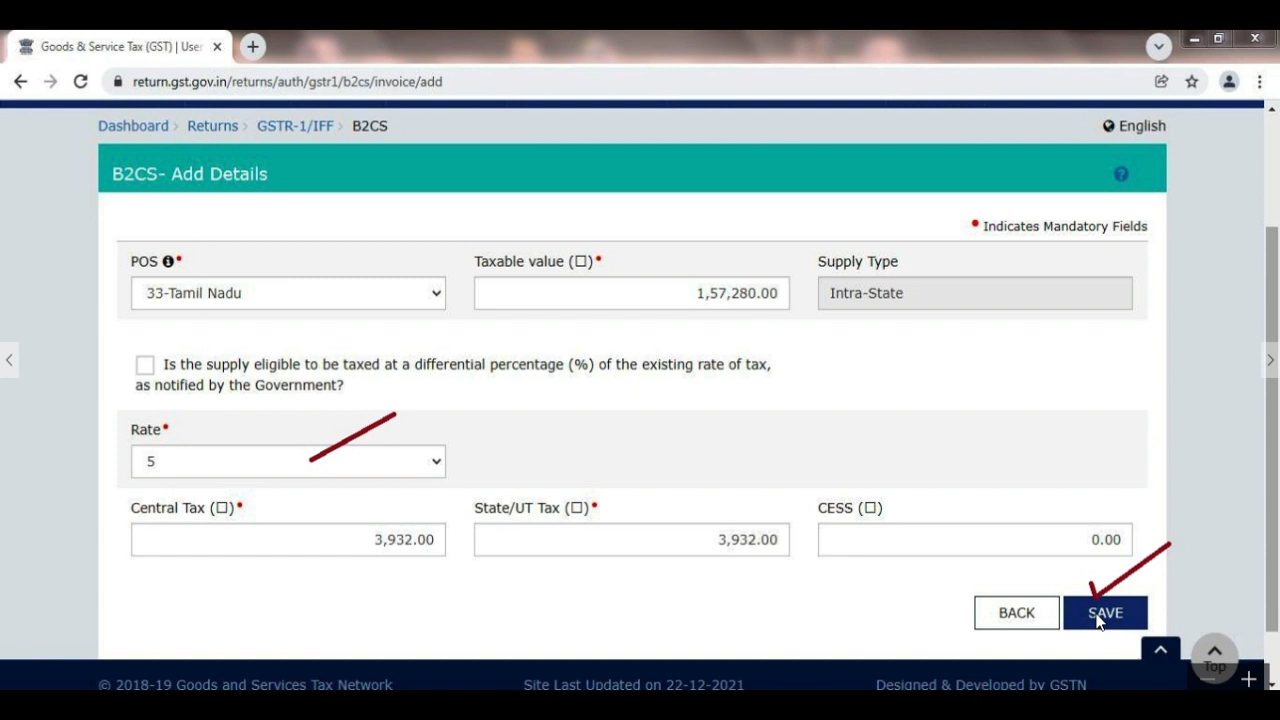 Goods & Service Tax (GST) | User
return.gst.gov.in/returns/auth/gstr1/b2cs/invoice/add
Dashboard > Returns > GSTR-1/IFF > B2CS
English
B2CS- Add Details
• Indicates Mandatory Fields
POS • Taxable value (☐)• Supply Type
33-Tamil Nadu 1,57,280.00 Intra-State
Is the supply eligible to be taxed at a differential percentage (%) of the existing rate of tax,
as notified by the Government?
Rate•
5
Central Tax (☐)• State/UT Tax (☐)• CESS (☐)
3,932.00 3,932.00 0.00
BACK SAVE
Top
© 2018-19 Goods and Services Tax Network Site Last Updated on 22-12-2021 Designed & Developed by GSTN